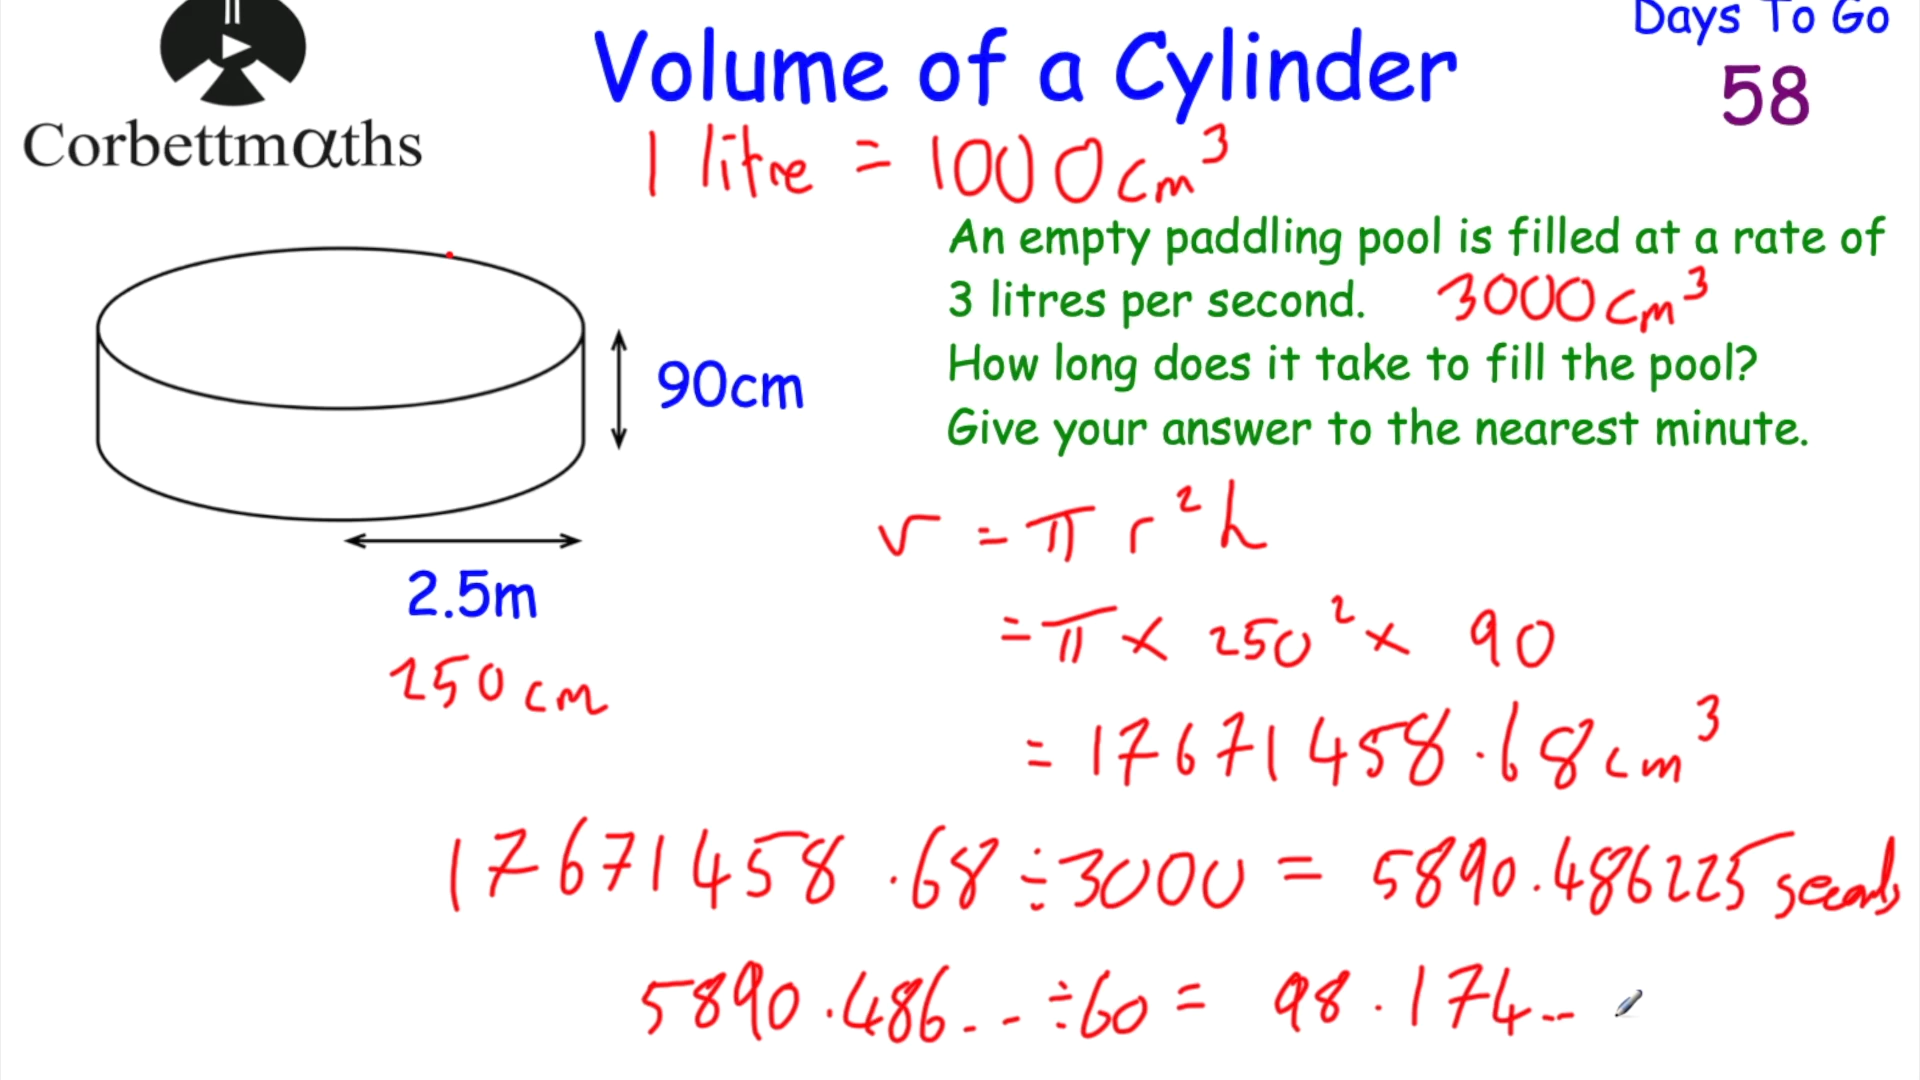 Corbettmαths
Volume of a Cylinder
Days To Go
58
1 litre = 1000cm³
An empty paddling pool is filled at a rate of
3 litres per second. 3000cm³
How long does it take to fill the pool?
Give your answer to the nearest minute.
90cm
2.5m
250cm
V = π r² h
= π × 250² × 90
= 17671458.68cm³
17671458.68 ÷ 3000 = 5890.486225 seconds
5890.486... ÷ 60 = 98.174...